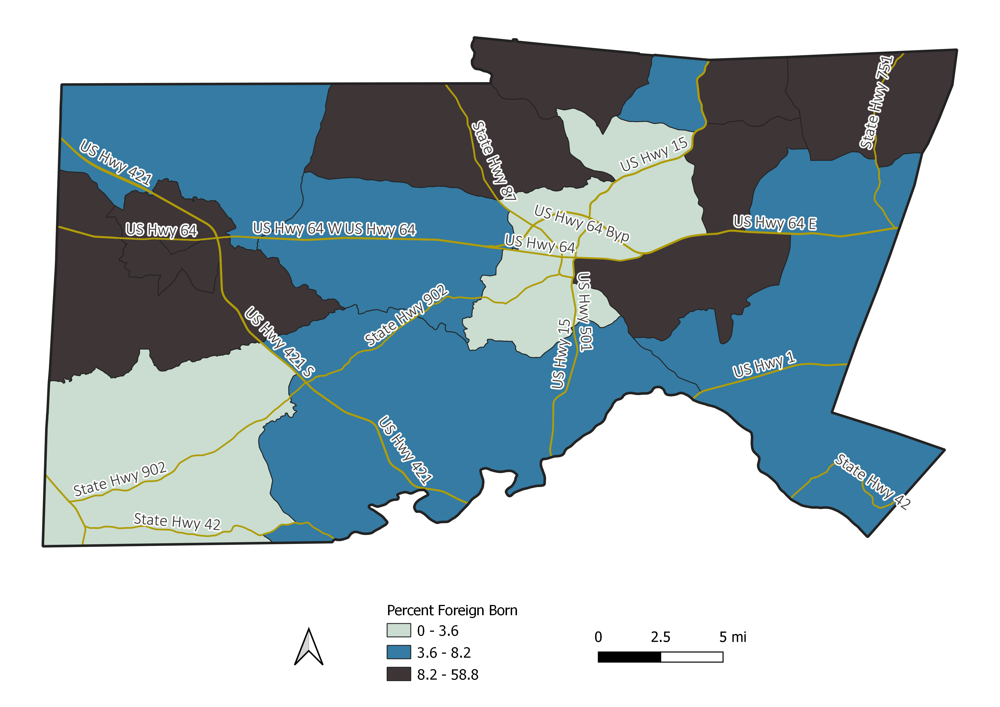 State Hwy 751
State Hwy 87
US Hwy 15
US Hwy 421
US Hwy 64 Byp
US Hwy 64
US Hwy 64 W US Hwy 64
US Hwy 64 E
US Hwy 64
US Hwy 501
State Hwy 902
US Hwy 421 S
US Hwy 15
US Hwy 1
US Hwy 421
State Hwy 902
State Hwy 42
State Hwy 42
Percent Foreign Born
0 - 3.6
3.6 - 8.2
8.2 - 58.8
0 2.5 5 mi